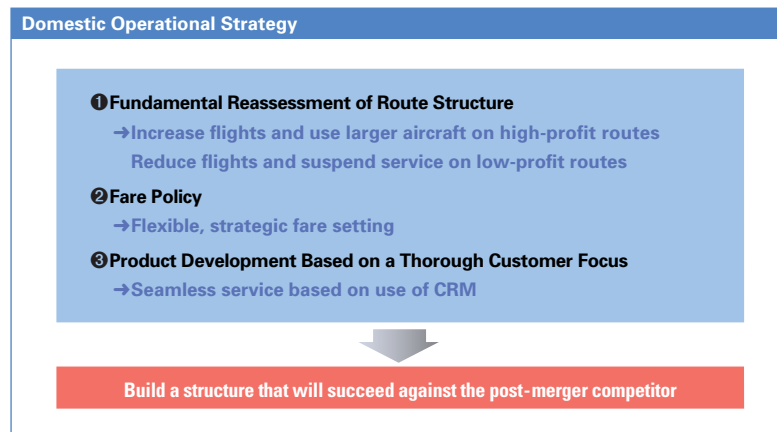 Domestic Operational Strategy
❶Fundamental Reassessment of Route Structure
➔Increase flights and use larger aircraft on high-profit routes
Reduce flights and suspend service on low-profit routes
❷Fare Policy
➔Flexible, strategic fare setting
❸Product Development Based on a Thorough Customer Focus
➔Seamless service based on use of CRM
Build a structure that will succeed against the post-merger competitor